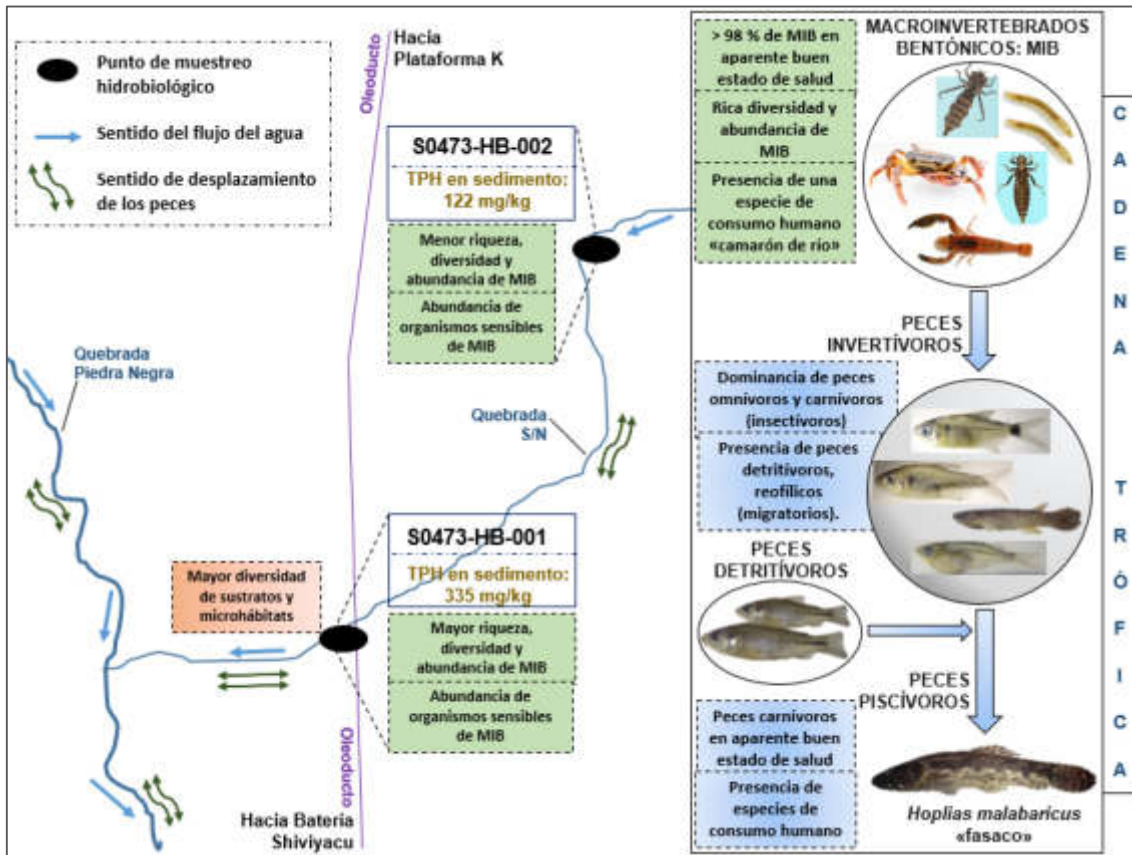 Punto de muestreo
hidrobiológico
Sentido del flujo del agua
Sentido de desplazamiento
de los peces
Hacia
Plataforma K
Oleoducto
S0473-HB-002
TPH en sedimento:
122 mg/kg
Menor riqueza,
diversidad y
abundancia de MIB
Abundancia de
organismos sensibles
de MIB
Quebrada
Piedra Negra
Quebrada
S/N
S0473-HB-001
TPH en sedimento:
335 mg/kg
Mayor diversidad
de sustratos y
microhábitats
Mayor riqueza,
diversidad y
abundancia de MIB
Abundancia de
organismos sensibles
de MIB
Oleoducto
Hacia Batería
Shiviyacu
> 98 % de MIB en
aparente buen
estado de salud
Rica diversidad y
abundancia de
MIB
Presencia de una
especie de
consumo humano
«camarón de río»
MACROINVERTEBRADOS
BENTÓNICOS: MIB
PECES
INVERTÍVOROS
Dominancia de peces
omnívoros y carnívoros
(insectívoros)
Presencia de peces
detritívoros,
reofílicos
(migratorios).
PECES
DETRITÍVOROS
PECES
PISCÍVOROS
Peces carnívoros
en aparente buen
estado de salud
Presencia de
especies de
consumo humano
Hoplias malabaricus
«fasaco»
CADENA TRÓFICA